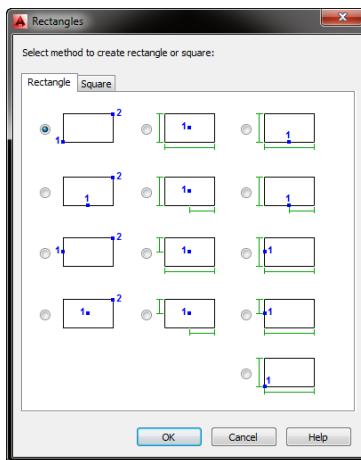 Rectangles
Select method to create rectangle or square:
Rectangle Square
1 2 1 1
1 2 1 1
1 2 1 1
1 2 1 1
1
OK Cancel Help